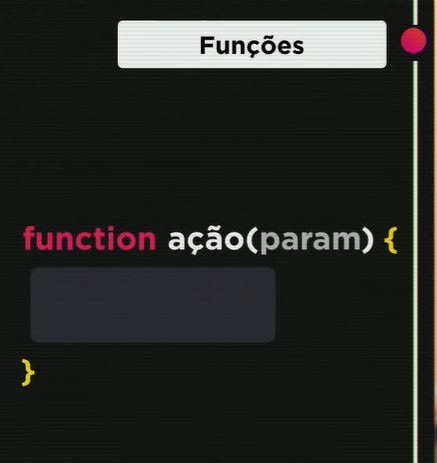 Funções
function ação(param) {
}